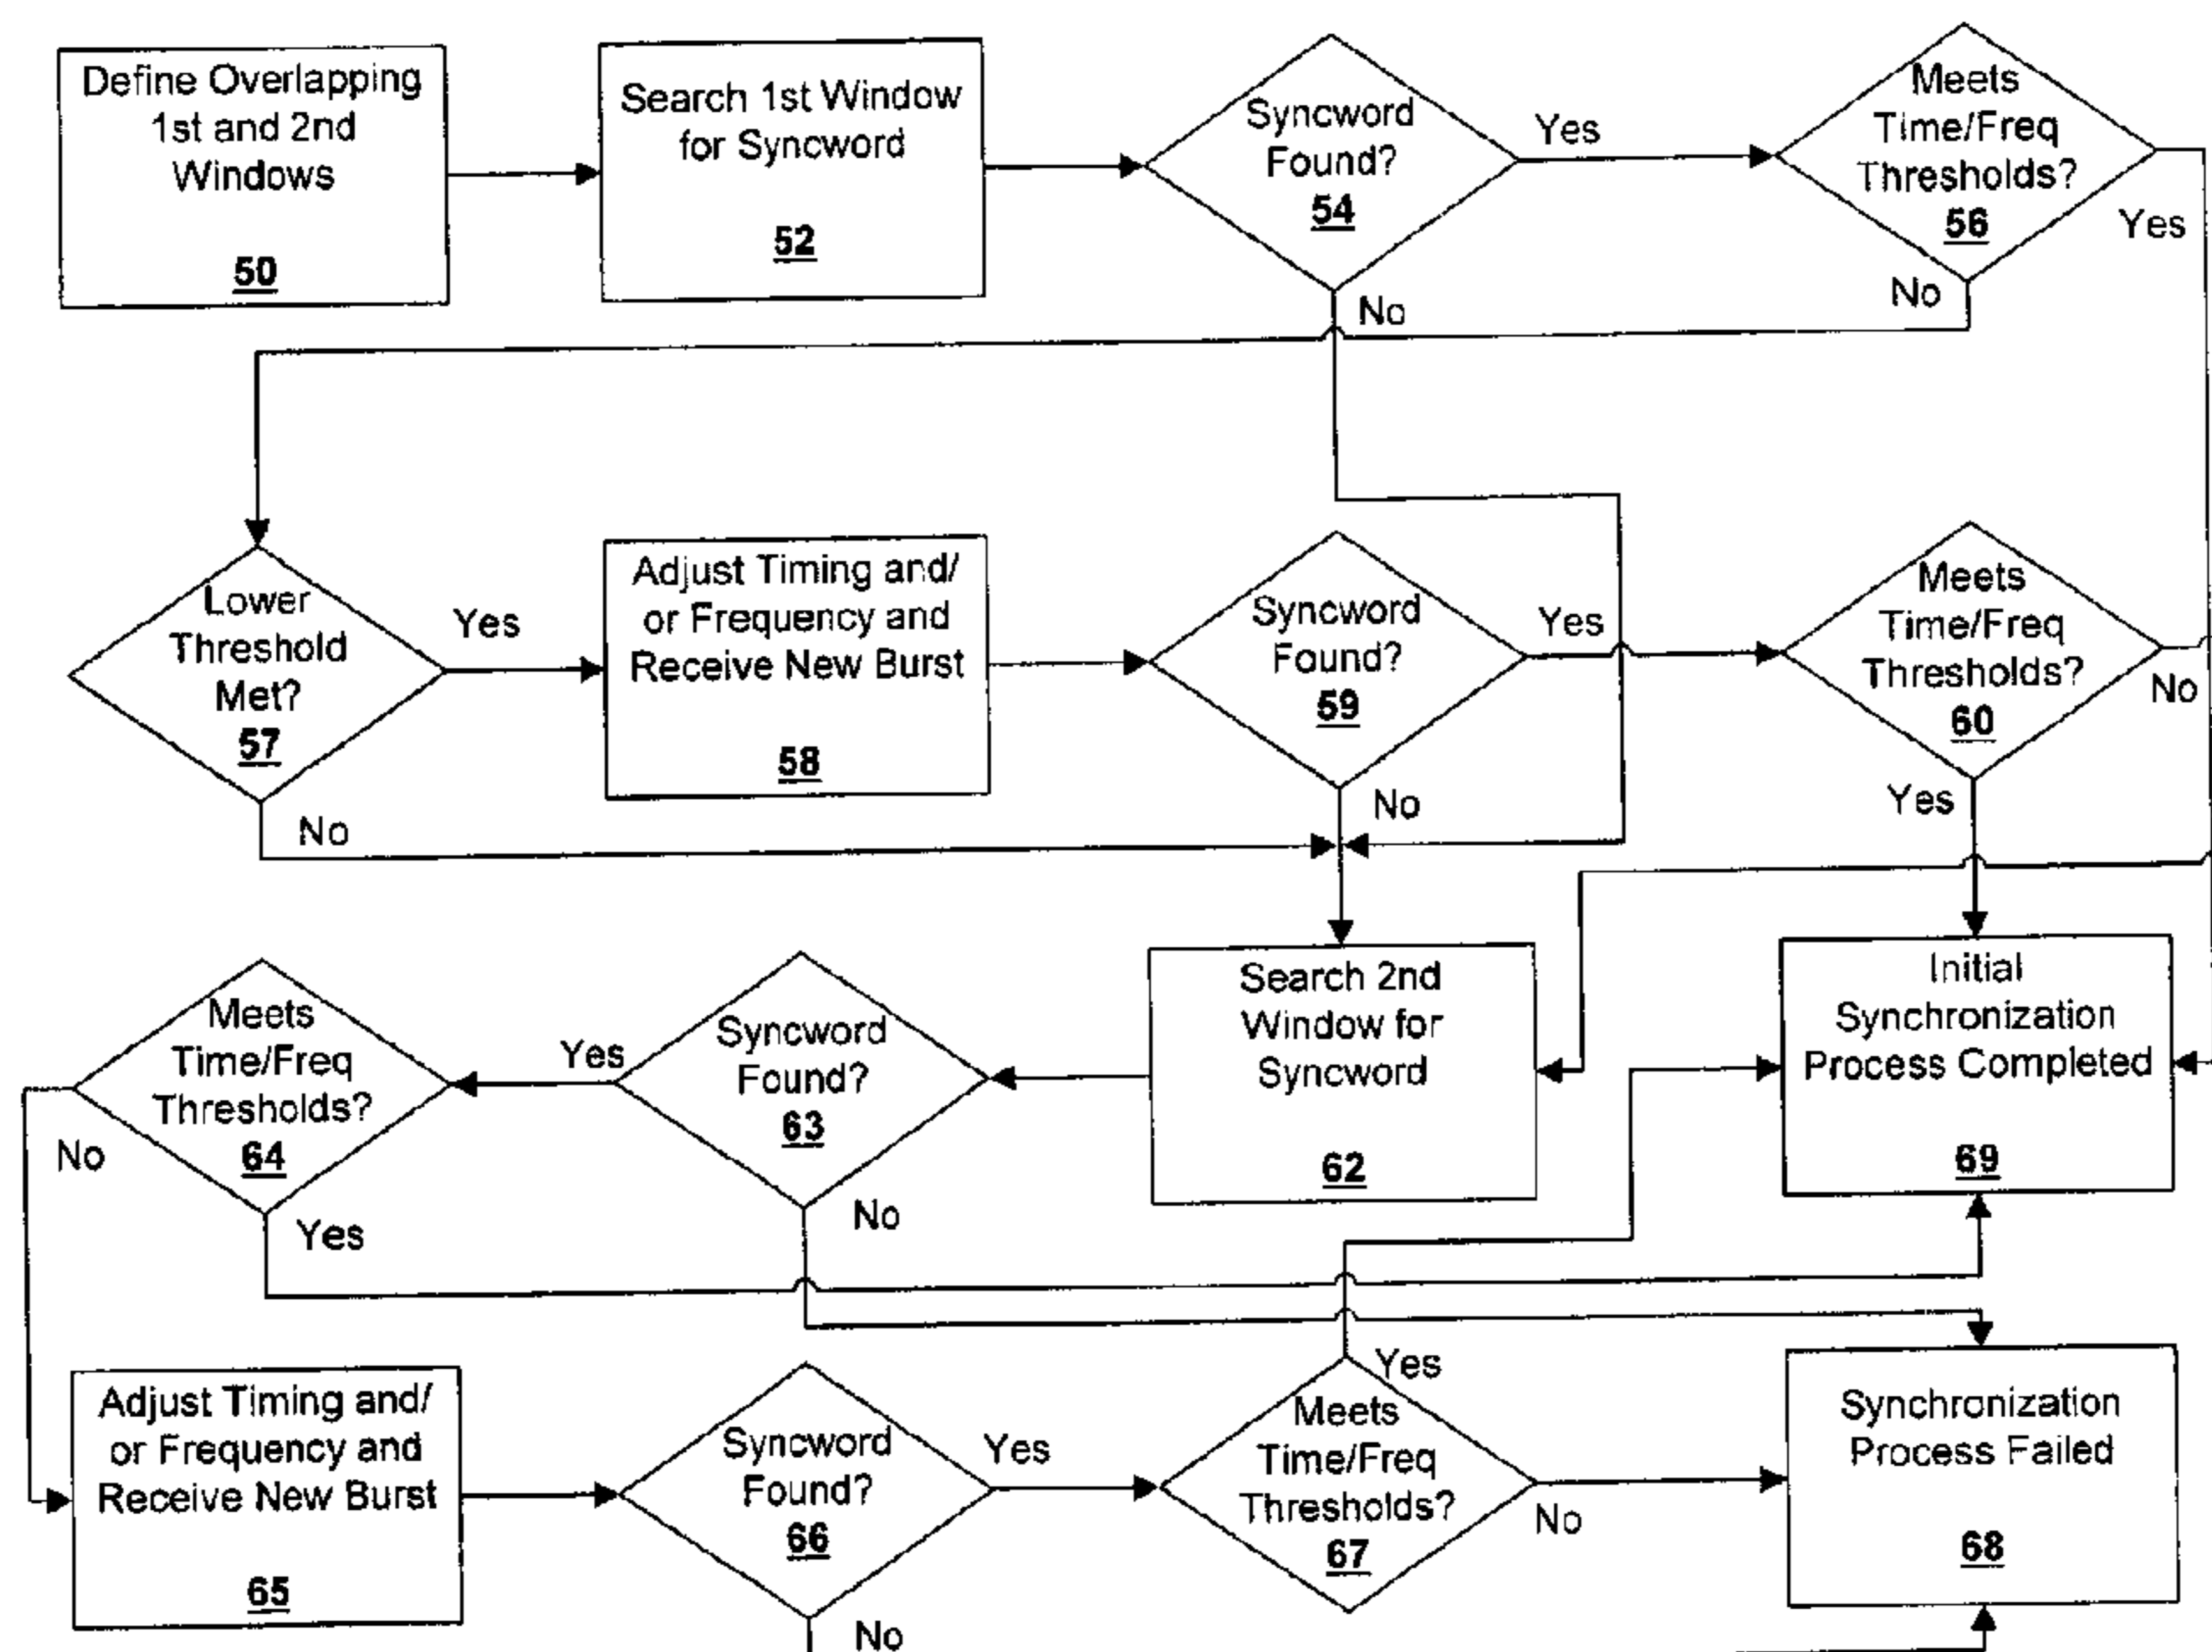 Define Overlapping
1st and 2nd
Windows
50
Search 1st Window
for Syncword
52
Syncword
Found?
54
Yes
No
Meets
Time/Freq
Thresholds?
56
Yes
No
Lower
Threshold
Met?
57
Yes
No
Adjust Timing and/
or Frequency and
Receive New Burst
58
Syncword
Found?
59
Yes
No
Meets
Time/Freq
Thresholds?
60
No
Yes
Meets
Time/Freq
Thresholds?
64
No
Yes
Yes
Syncword
Found?
63
No
Search 2nd
Window for
Syncword
62
Initial
Synchronization
Process Completed
69
Adjust Timing and/
or Frequency and
Receive New Burst
65
Syncword
Found?
66
Yes
No
Yes
Meets
Time/Freq
Thresholds?
67
No
Synchronization
Process Failed
68